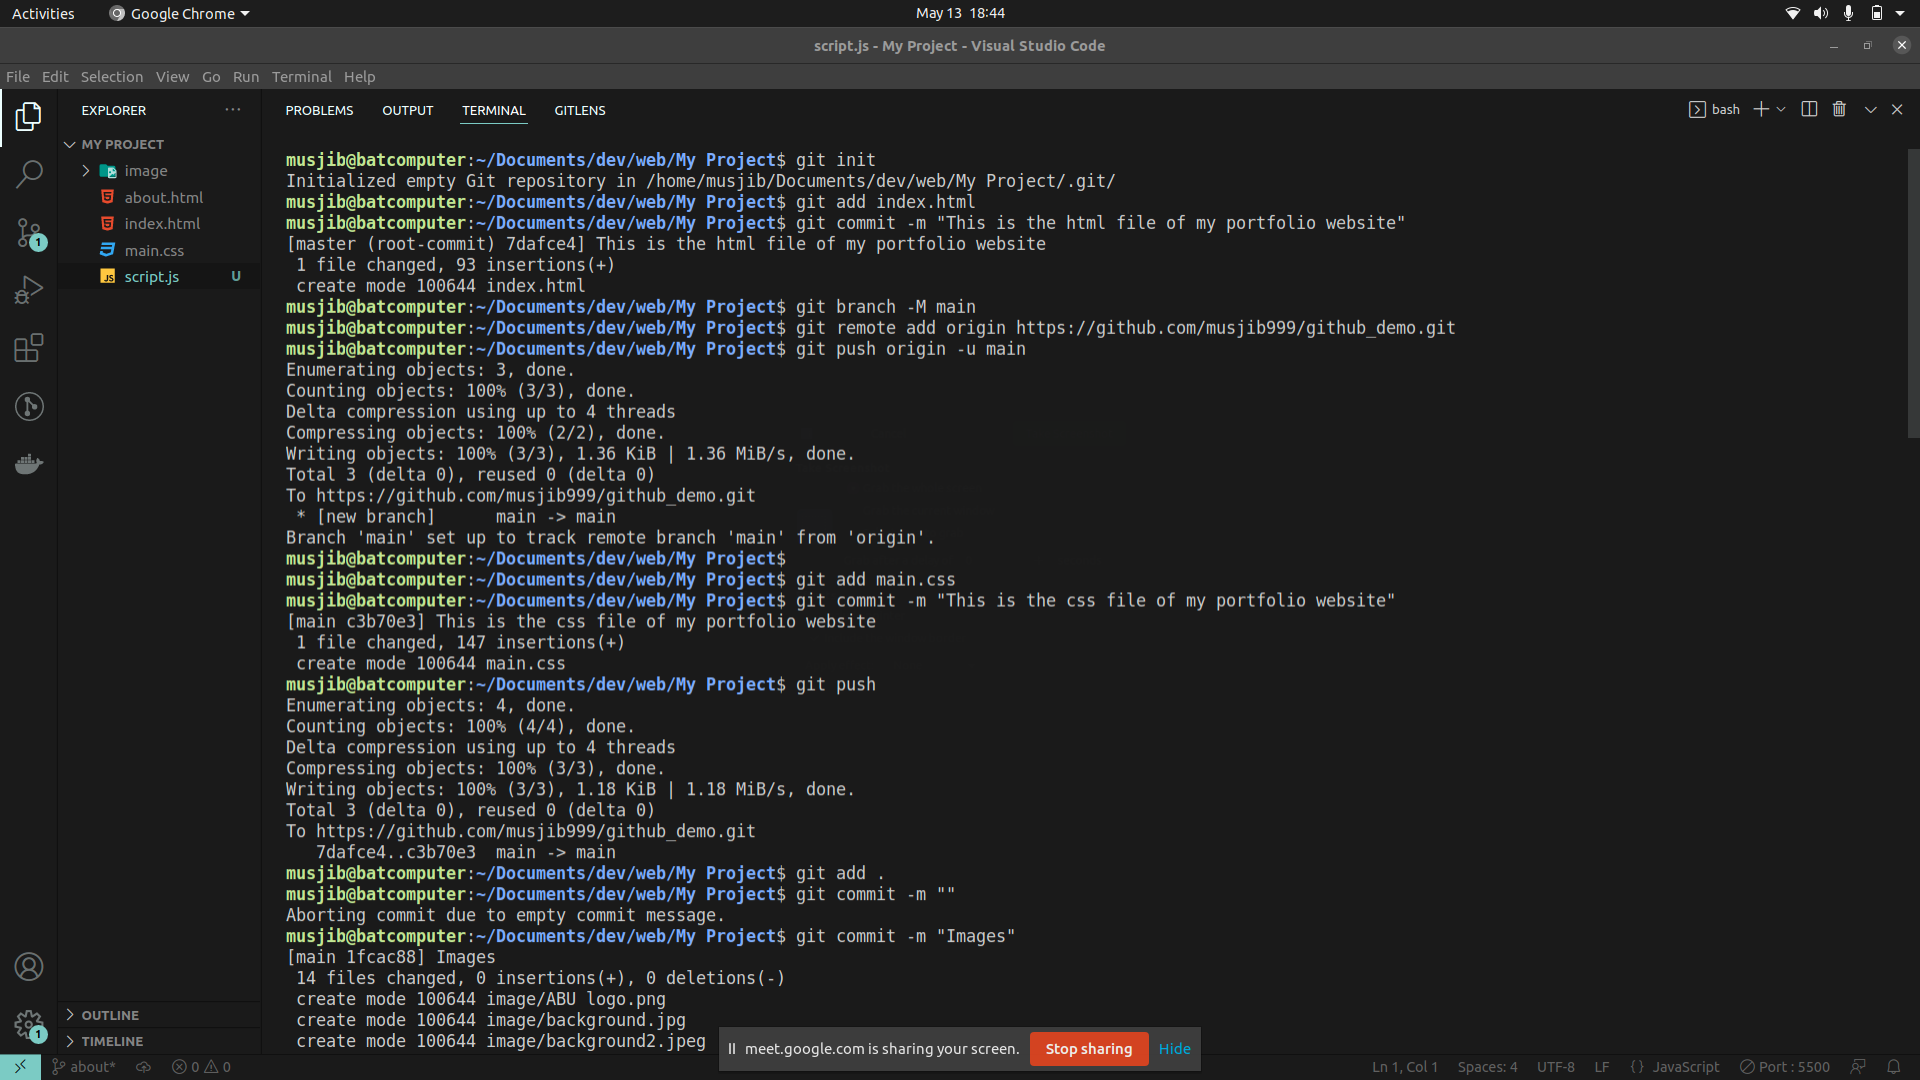 Activities Google Chrome May 13 18:44
script.js - My Project - Visual Studio Code
File Edit Selection View Go Run Terminal Help
EXPLORER ···
MY PROJECT
image
about.html
index.html
main.css
JS script.js U
1
OUTLINE
1
TIMELINE
PROBLEMS OUTPUT TERMINAL GITLENS bash
musjib@batcomputer:~/Documents/dev/web/My Project$ git init
Initialized empty Git repository in /home/musjib/Documents/dev/web/My Project/.git/
musjib@batcomputer:~/Documents/dev/web/My Project$ git add index.html
musjib@batcomputer:~/Documents/dev/web/My Project$ git commit -m "This is the html file of my portfolio website"
[master (root-commit) 7dafce4] This is the html file of my portfolio website
 1 file changed, 93 insertions(+)
 create mode 100644 index.html
musjib@batcomputer:~/Documents/dev/web/My Project$ git branch -M main
musjib@batcomputer:~/Documents/dev/web/My Project$ git remote add origin https://github.com/musjib999/github_demo.git
musjib@batcomputer:~/Documents/dev/web/My Project$ git push origin -u main
Enumerating objects: 3, done.
Counting objects: 100% (3/3), done.
Delta compression using up to 4 threads
Compressing objects: 100% (2/2), done.
Writing objects: 100% (3/3), 1.36 KiB | 1.36 MiB/s, done.
Total 3 (delta 0), reused 0 (delta 0)
To https://github.com/musjib999/github_demo.git
 * [new branch]      main -> main
Branch 'main' set up to track remote branch 'main' from 'origin'.
musjib@batcomputer:~/Documents/dev/web/My Project$
musjib@batcomputer:~/Documents/dev/web/My Project$ git add main.css
musjib@batcomputer:~/Documents/dev/web/My Project$ git commit -m "This is the css file of my portfolio website"
[main c3b70e3] This is the css file of my portfolio website
 1 file changed, 147 insertions(+)
 create mode 100644 main.css
musjib@batcomputer:~/Documents/dev/web/My Project$ git push
Enumerating objects: 4, done.
Counting objects: 100% (4/4), done.
Delta compression using up to 4 threads
Compressing objects: 100% (3/3), done.
Writing objects: 100% (3/3), 1.18 KiB | 1.18 MiB/s, done.
Total 3 (delta 0), reused 0 (delta 0)
To https://github.com/musjib999/github_demo.git
   7dafce4..c3b70e3  main -> main
musjib@batcomputer:~/Documents/dev/web/My Project$ git add .
musjib@batcomputer:~/Documents/dev/web/My Project$ git commit -m ""
Aborting commit due to empty commit message.
musjib@batcomputer:~/Documents/dev/web/My Project$ git commit -m "Images"
[main 1fcac88] Images
 14 files changed, 0 insertions(+), 0 deletions(-)
 create mode 100644 image/ABU logo.png
 create mode 100644 image/background.jpg
 create mode 100644 image/background2.jpeg
meet.google.com is sharing your screen. Stop sharing Hide
about* 0 0 Ln 1, Col 1 Spaces: 4 UTF-8 LF {} JavaScript Port : 5500